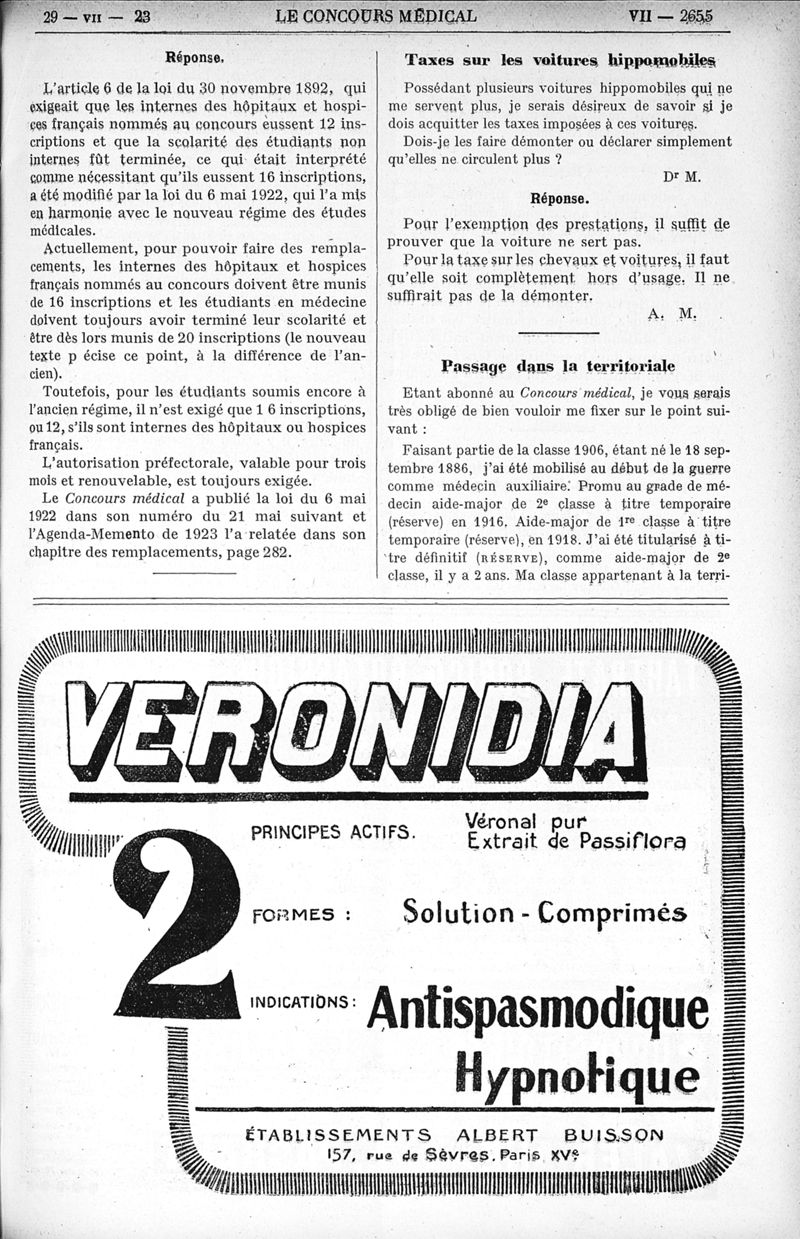 29 — VII — 23
LE CONCOURS MÉDICAL
VII — 2655
Réponse.
L'article 6 de la loi du 30 novembre 1892, qui
exigeait que les internes des hôpitaux et hospi-
ces français nommés au concours eussent 12 ins-
criptions et que la scolarité des étudiants non
internes fût terminée, ce qui était interprété
comme nécessitant qu'ils eussent 16 inscriptions,
a été modifié par la loi du 6 mai 1922, qui l'a mis
en harmonie avec le nouveau régime des études
médicales.
Actuellement, pour pouvoir faire des rempla-
cements, les internes des hôpitaux et hospices
français nommés au concours doivent être munis
de 16 inscriptions et les étudiants en médecine
doivent toujours avoir terminé leur scolarité et
être dès lors munis de 20 inscriptions (le nouveau
texte p écise ce point, à la différence de l'an-
cien).
Toutefois, pour les étudiants soumis encore à
l'ancien régime, il n'est exigé que 1 6 inscriptions,
ou 12, s'ils sont internes des hôpitaux ou hospices
français.
L'autorisation préfectorale, valable pour trois
mois et renouvelable, est toujours exigée.
Le Concours médical a publié la loi du 6 mai
1922 dans son numéro du 21 mai suivant et
l'Agenda-Memento de 1923 l'a relatée dans son
chapitre des remplacements, page 282.
Taxes sur les voitures hippomobiles
Possédant plusieurs voitures hippomobiles qui ne
me servent plus, je serais désireux de savoir si je
dois acquitter les taxes imposées à ces voitures.
Dois-je les faire démonter ou déclarer simplement
qu'elles ne circulent plus ?
Dr M.
Réponse.
Pour l'exemption des prestations, il suffit de
prouver que la voiture ne sert pas.
Pour la taxe sur les chevaux et voitures, il faut
qu'elle soit complètement hors d'usage. Il ne
suffirait pas de la démonter.
A. M.
Passage dans la territoriale
Etant abonné au Concours médical, je vous serais
très obligé de bien vouloir me fixer sur le point sui-
vant :
Faisant partie de la classe 1906, étant né le 18 sep-
tembre 1886, j'ai été mobilisé au début de la guerre
comme médecin auxiliaire. Promu au grade de mé-
decin aide-major de 2e classe à titre temporaire
(réserve) en 1916. Aide-major de 1re classe à titre
temporaire (réserve), en 1918. J'ai été titularisé à ti-
tre définitif (RÉSERVE), comme aide-major de 2e
classe, il y a 2 ans. Ma classe appartenant à la terri-
VERONIDIA
2
PRINCIPES ACTIFS.
Véronal pur
Extrait de Passiflora
FORMES :
Solution - Comprimés
INDICATIONS :
Antispasmodique
Hypnotique
ÉTABLISSEMENTS ALBERT BUISSON
157, rue de Sèvres. Paris XVe